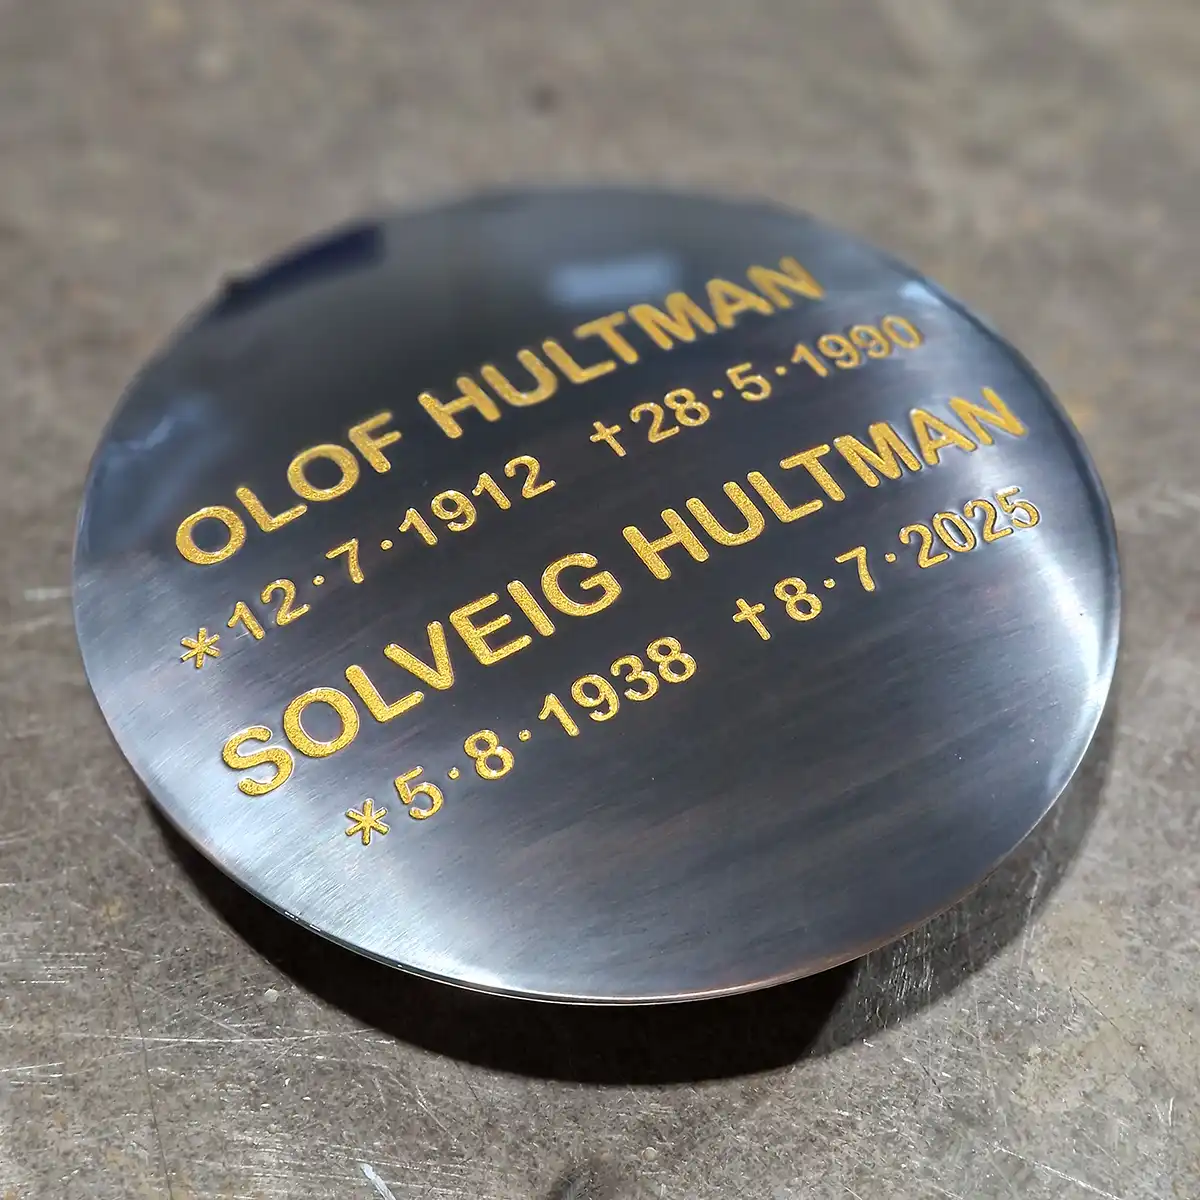 OLOF HULTMAN
*12·7·1912 †28·5·1990
SOLVEIG HULTMAN
*5·8·1938 †8·7·2025